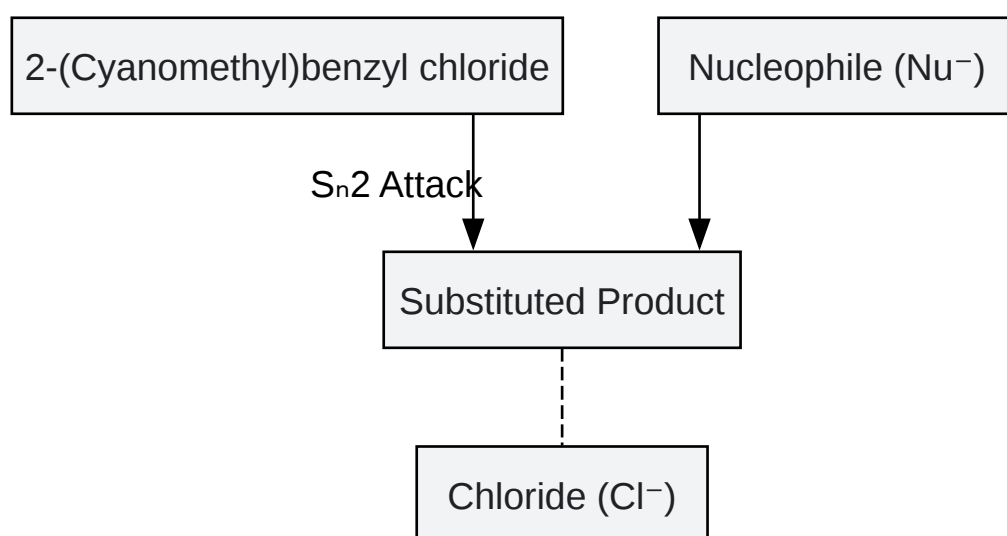 2-(Cyanomethyl)benzyl chloride
Nucleophile (Nu⁻)
Sₙ2 Attack
Substituted Product
Chloride (Cl⁻)